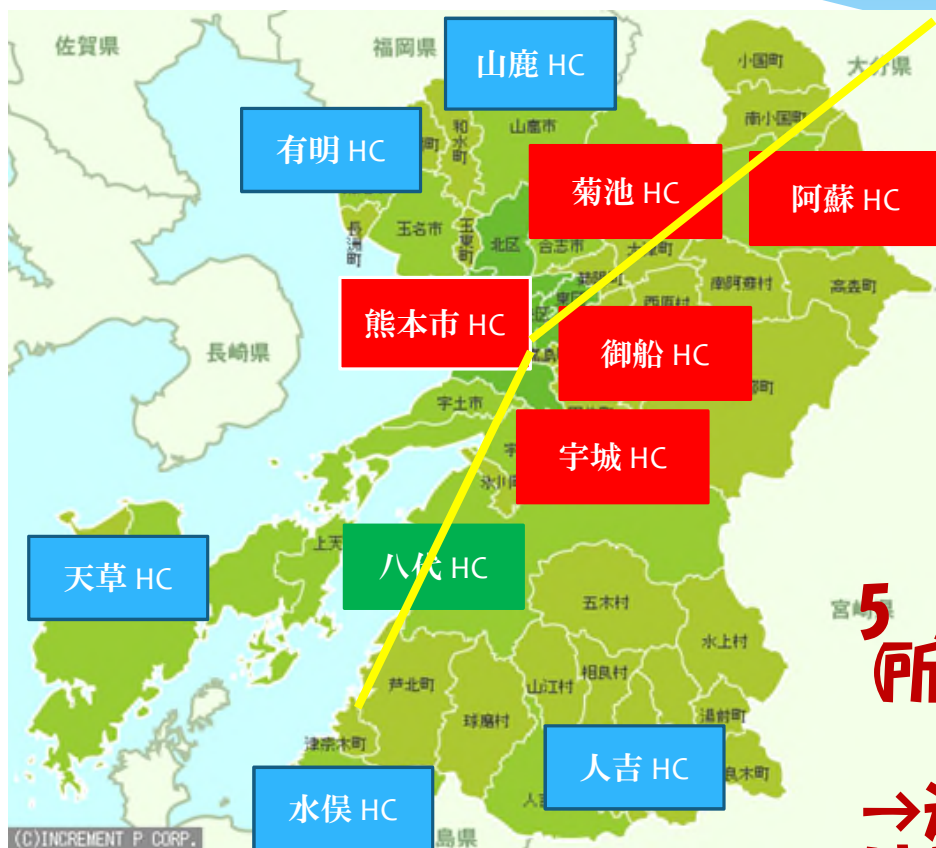 佐賀県
福岡県
山鹿 HC
小国町
大分県
南小国町
有明 HC
和水町
山鹿市
菊池 HC
阿蘇 HC
長洲町
玉名市
玉東町
北区
合志市
南阿蘇村
高森町
西原村
熊本市 HC
御船 HC
長崎県
宇土市
宇城 HC
氷川町
天草 HC
上天
八代 HC
五木村
宮崎県
水上村
5
(所
芦北町
球磨村
山江村
相良村
湯前町
津奈木町
人吉 HC
良木町
水俣 HC
人吉
島県
(C)INCREMENT P CORP.